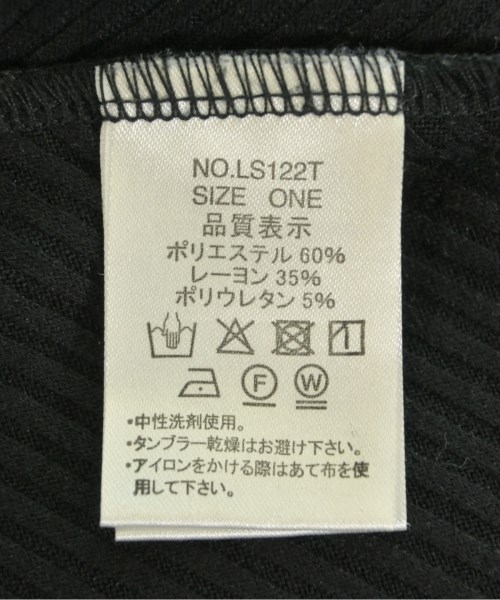 NO.LS122T
SIZE ONE
品質表示
ポリエステル 60%
レーヨン 35%
ポリウレタン 5%
F W
•中性洗剤使用。
•タンブラー乾燥はお避け下さい。
•アイロンをかける際はあて布を使
用して下さい。